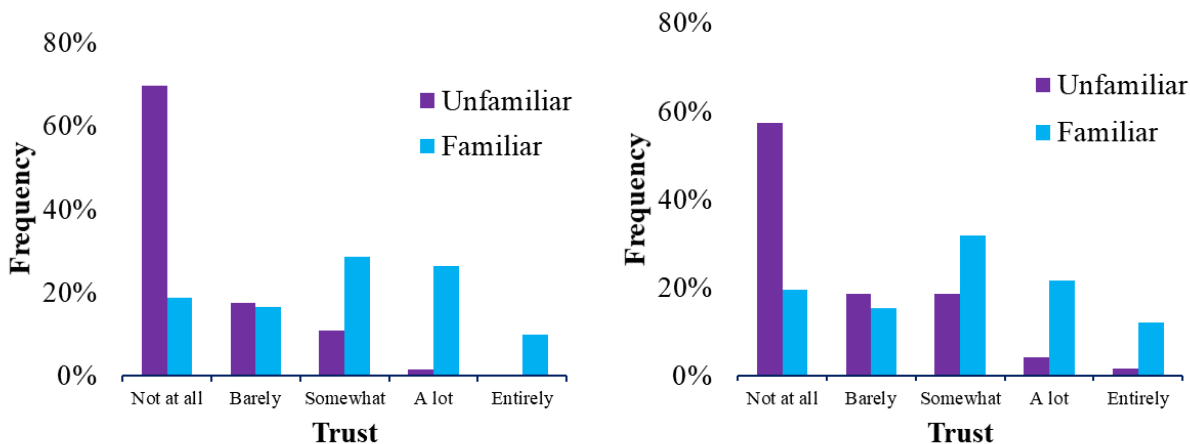 80%
60%
40%
20%
0%
Frequency
Unfamiliar
Familiar
Not at all Barely Somewhat A lot Entirely
Trust
80%
60%
40%
20%
0%
Frequency
Unfamiliar
Familiar
Not at all Barely Somewhat A lot Entirely
Trust